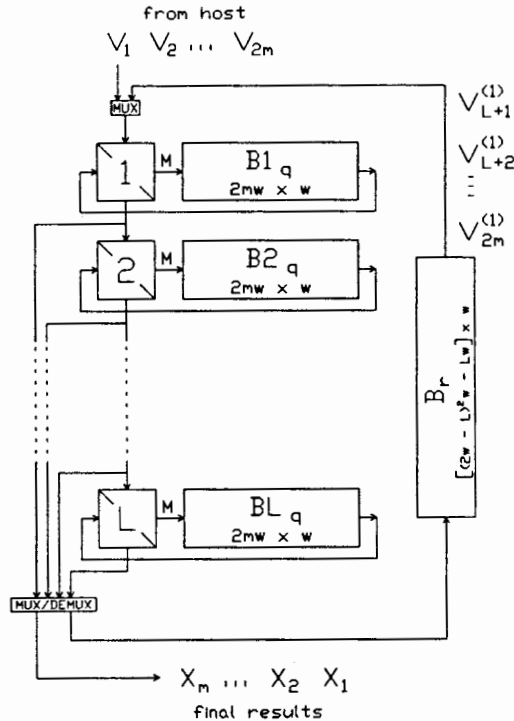 from host
V1 V2 ... V2m
MUX
V(1)L+1
1 M B1q
2mw x w
V(1)L+2
V(1)2m
2 M B2q
2mw x w
Br
[(2w - L)²w - Lw] x w
L M BLq
2mw x w
MUX/DEMUX
Xm ... X2 X1
final results